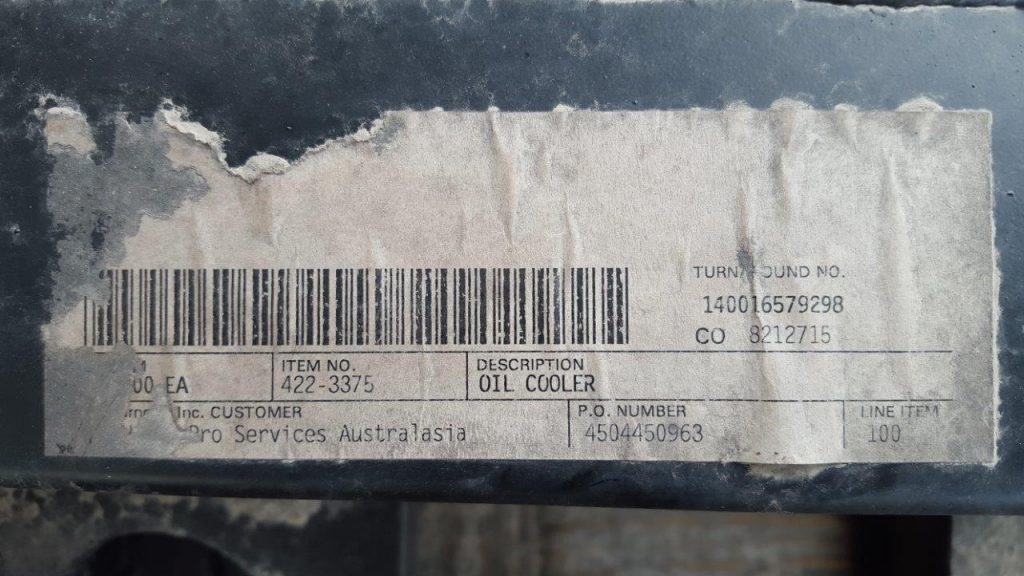 TURNAROUND NO.
140016579298
CO 8212715
ITEM NO. DESCRIPTION
00 EA 422-3375 OIL COOLER
Inc. CUSTOMER P.O. NUMBER LINE ITEM
Pro Services Australasia 4504450963 100